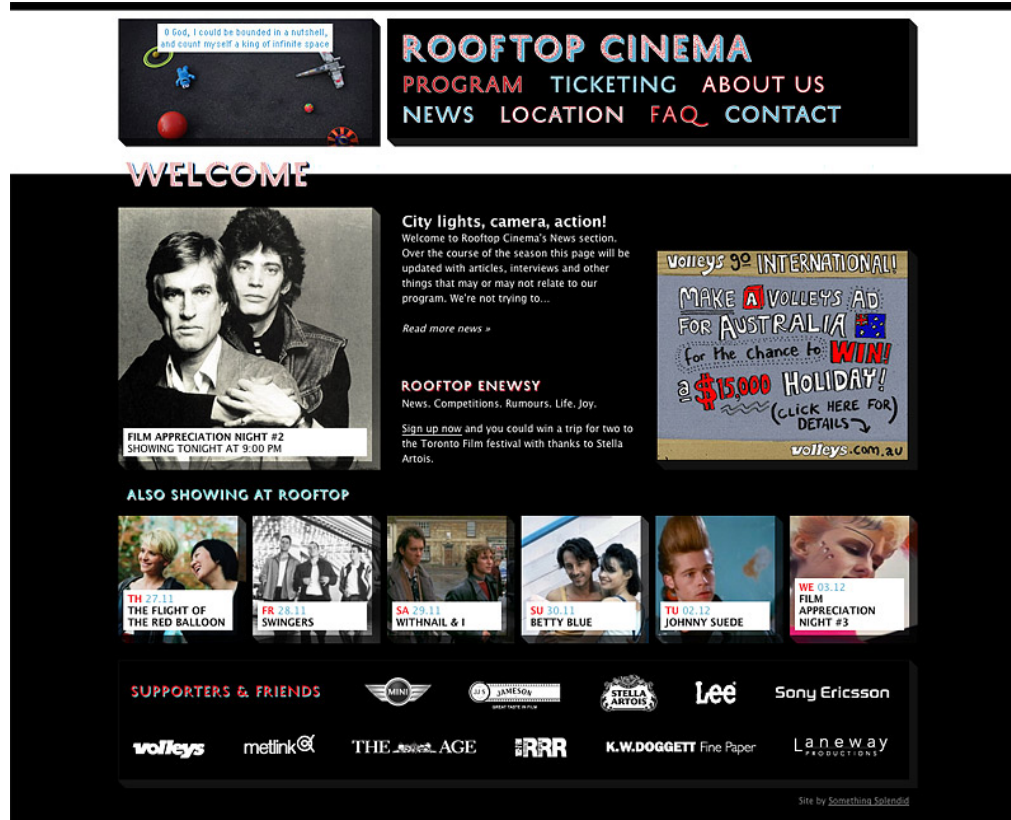 O God, I could be bounded in a nutshell,
and count myself a king of infinite space
ROOFTOP CINEMA
PROGRAM TICKETING ABOUT US
NEWS LOCATION FAQ CONTACT
WELCOME
City lights, camera, action!
Welcome to Rooftop Cinema's News section.
Over the course of the season this page will be
updated with articles, interviews and other
things that may or may not relate to our
program. We're not trying to...
Read more news »
FILM APPRECIATION NIGHT #2
SHOWING TONIGHT AT 9:00 PM
ROOFTOP ENEWSY
News. Competitions. Rumours. Life. Joy.
Sign up now and you could win a trip for two to
the Toronto Film festival with thanks to Stella
Artois.
Volleys go INTERNATIONAL!
MAKE A VOLLEYS AD
FOR AUSTRALIA
for the chance to WIN!
a $15,000 HOLIDAY!
(CLICK HERE FOR
DETAILS)
volleys.com.au
ALSO SHOWING AT ROOFTOP
TH 27.11
THE FLIGHT OF
THE RED BALLOON
FR 28.11
SWINGERS
SA 29.11
WITHNAIL & I
SU 30.11
BETTY BLUE
TU 02.12
JOHNNY SUEDE
WE 03.12
FILM
APPRECIATION
NIGHT #3
SUPPORTERS & FRIENDS
MINI
JJ S JAMESON
GREAT TASTE IN FILM
STELLA
ARTOIS
Lee
Sony Ericsson
volleys
metlink
THE AGE
RRR
K.W.DOGGETT Fine Paper
Laneway
PRODUCTIONS
Site by Something Splendid